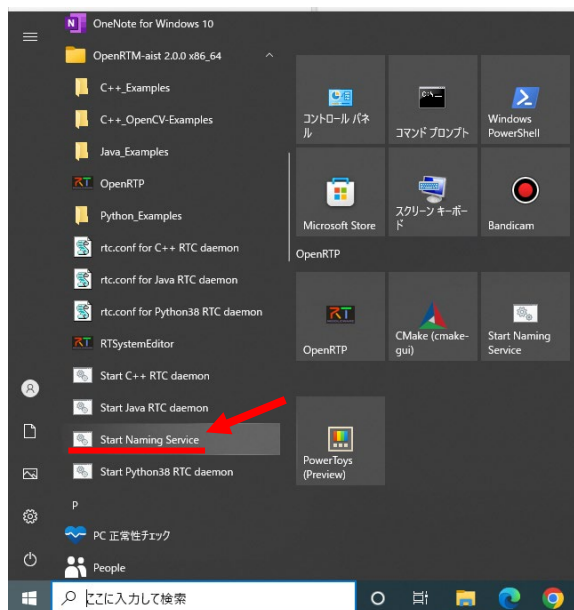 OneNote for Windows 10
OpenRTM-aist 2.0.0 x86_64
C++_Examples
C++_OpenCV-Examples
Java_Examples
OpenRTP
Python_Examples
rtc.conf for C++ RTC daemon
rtc.conf for Java RTC daemon
rtc.conf for Python38 RTC daemon
RTSystemEditor
Start C++ RTC daemon
Start Java RTC daemon
Start Naming Service
Start Python38 RTC daemon
P
PC 正常性チェック
People
コントロール パネ
ル
コマンド プロンプト
Windows
PowerShell
Microsoft Store
スクリーン キーボー
ド
Bandicam
OpenRTP
RT
OpenRTP
CMake (cmake-
gui)
Start Naming
Service
PowerToys
(Preview)
ここに入力して検索